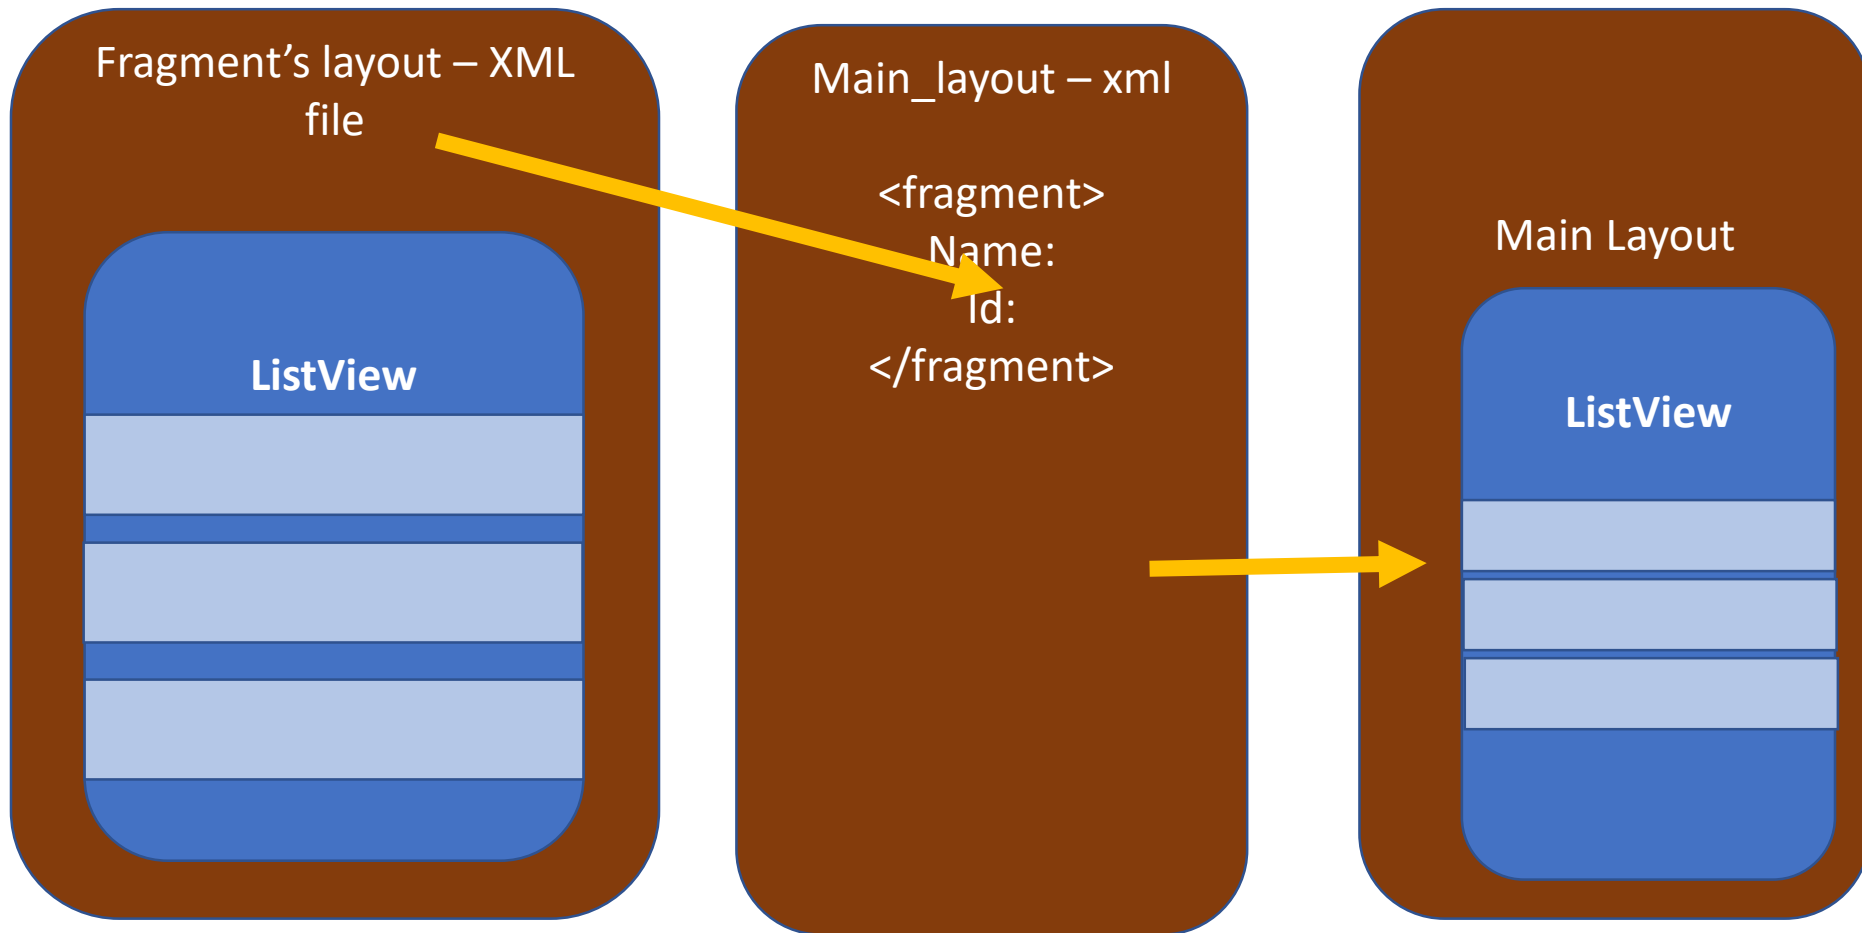 Fragment’s layout – XML
file
ListView
Main_layout – xml
<fragment>
Name:
Id:
</fragment>
Main Layout
ListView